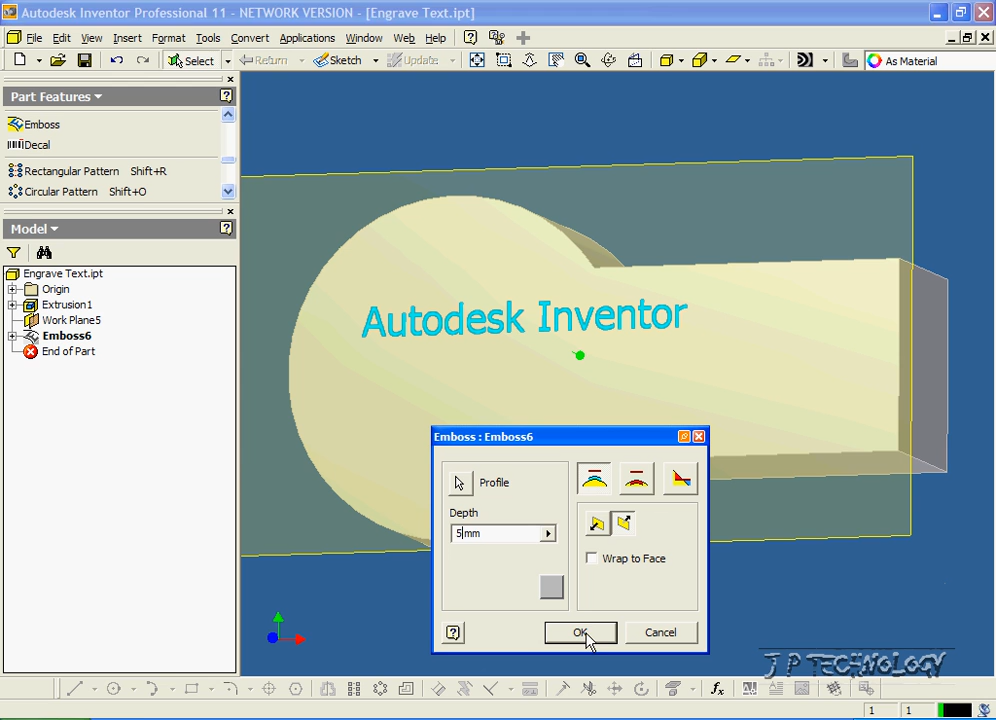 Autodesk Inventor Professional 11 - NETWORK VERSION - [Engrave Text.ipt]
File Edit View Insert Format Tools Convert Applications Window Web Help
Select Return Sketch Update As Material
Part Features
Emboss
Decal
Rectangular Pattern Shift+R
Circular Pattern Shift+O
Model
Engrave Text.ipt
Origin
Extrusion1
Work Plane5
Emboss6
End of Part
Autodesk Inventor
Emboss : Emboss6
Profile
Depth
5 mm
Wrap to Face
OK
Cancel
J P TECHNOLOGY
fx
1 1